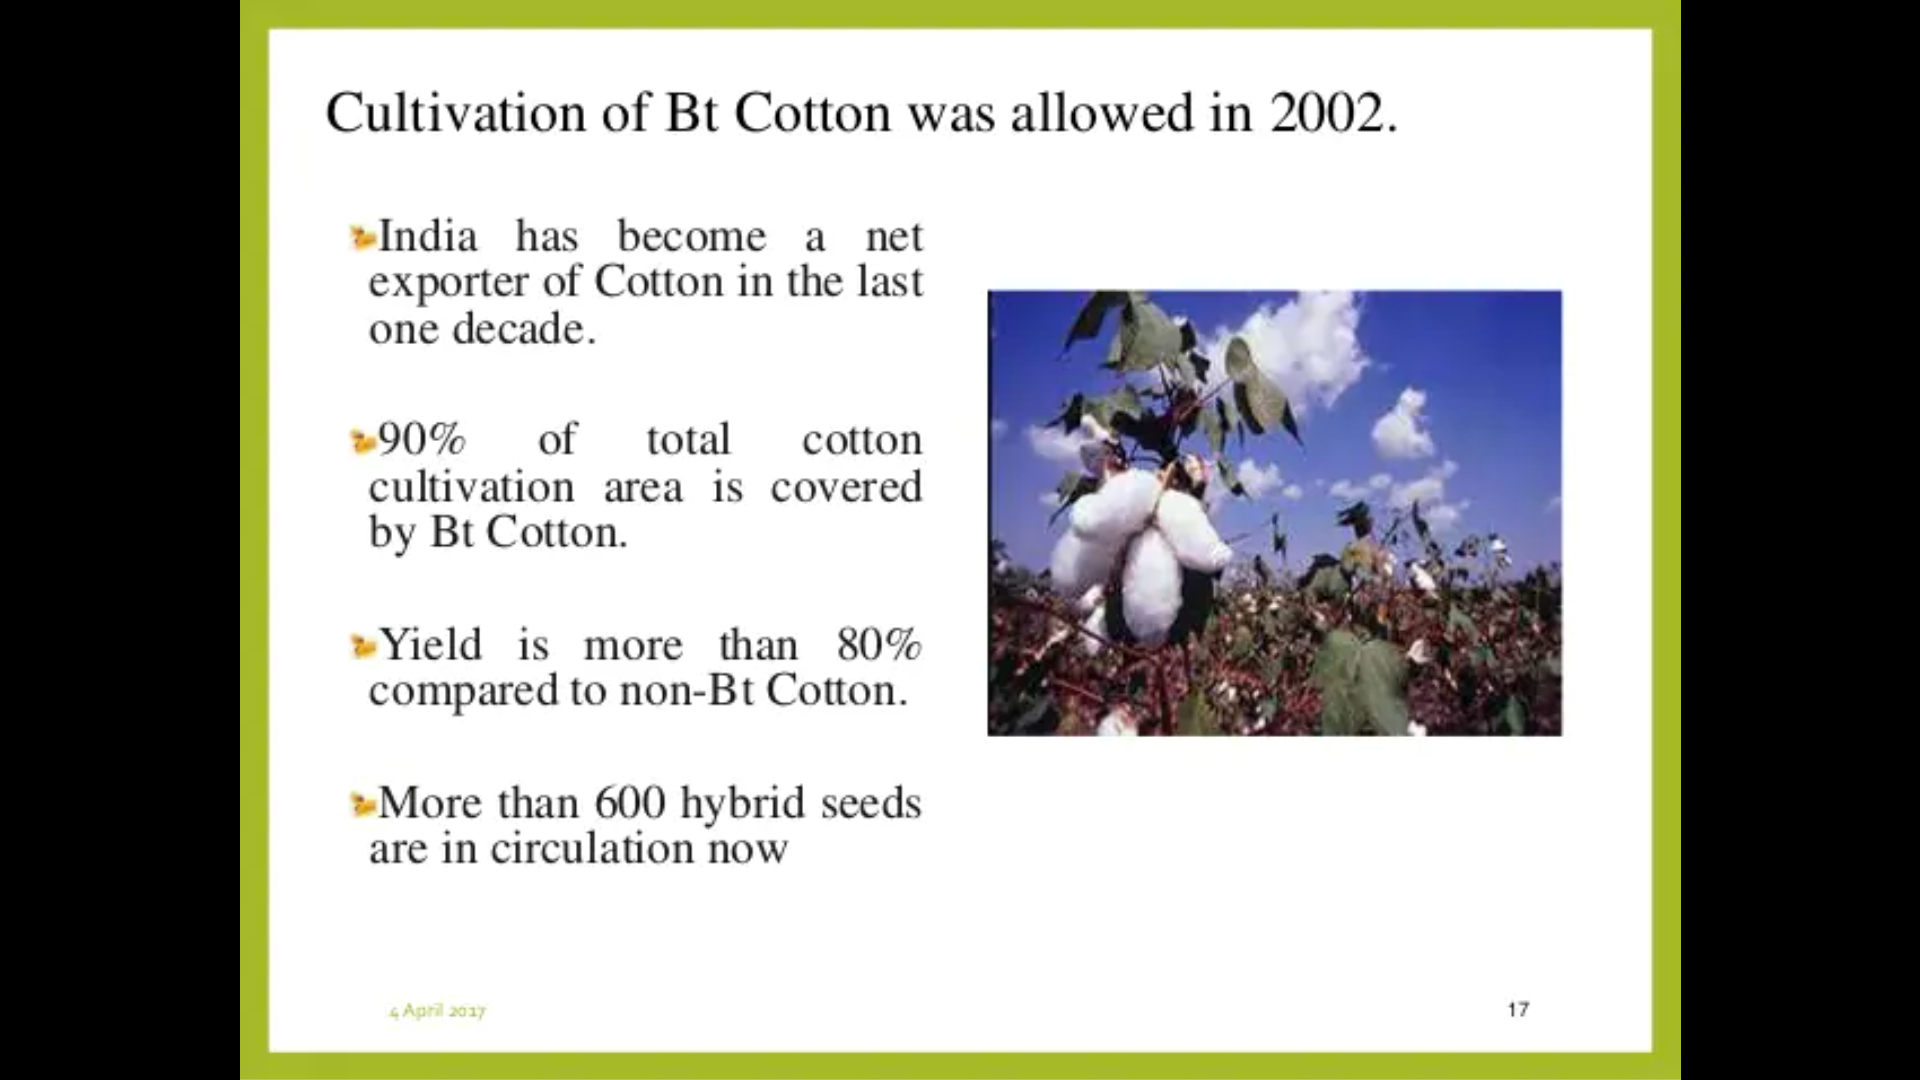 Cultivation of Bt Cotton was allowed in 2002.
India has become a net
exporter of Cotton in the last
one decade.
90% of total cotton
cultivation area is covered
by Bt Cotton.
Yield is more than 80%
compared to non-Bt Cotton.
More than 600 hybrid seeds
are in circulation now
4 April 2017
17